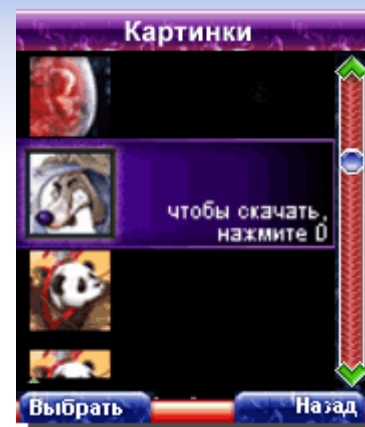 Картинки
чтобы скачать,
нажмите 0
Выбрать
Назад